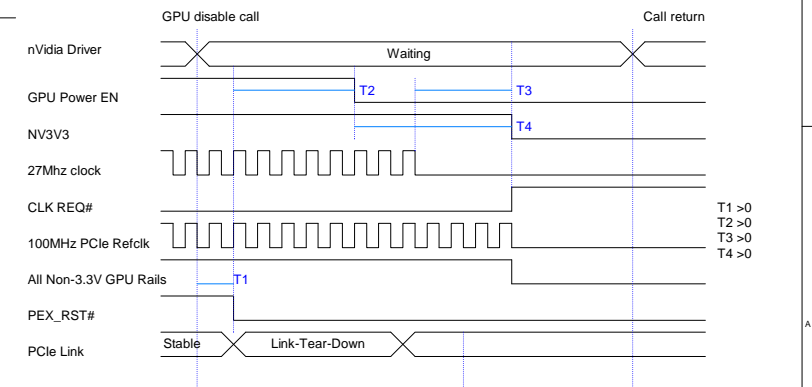 GPU disable call
Call return
nVidia Driver
Waiting
GPU Power EN
T2
T3
NV3V3
T4
27Mhz clock
CLK REQ#
T1 >0
T2 >0
100MHz PCIe Refclk
T3 >0
T4 >0
All Non-3.3V GPU Rails
T1
PEX_RST#
A
PCIe Link
Stable
Link-Tear-Down